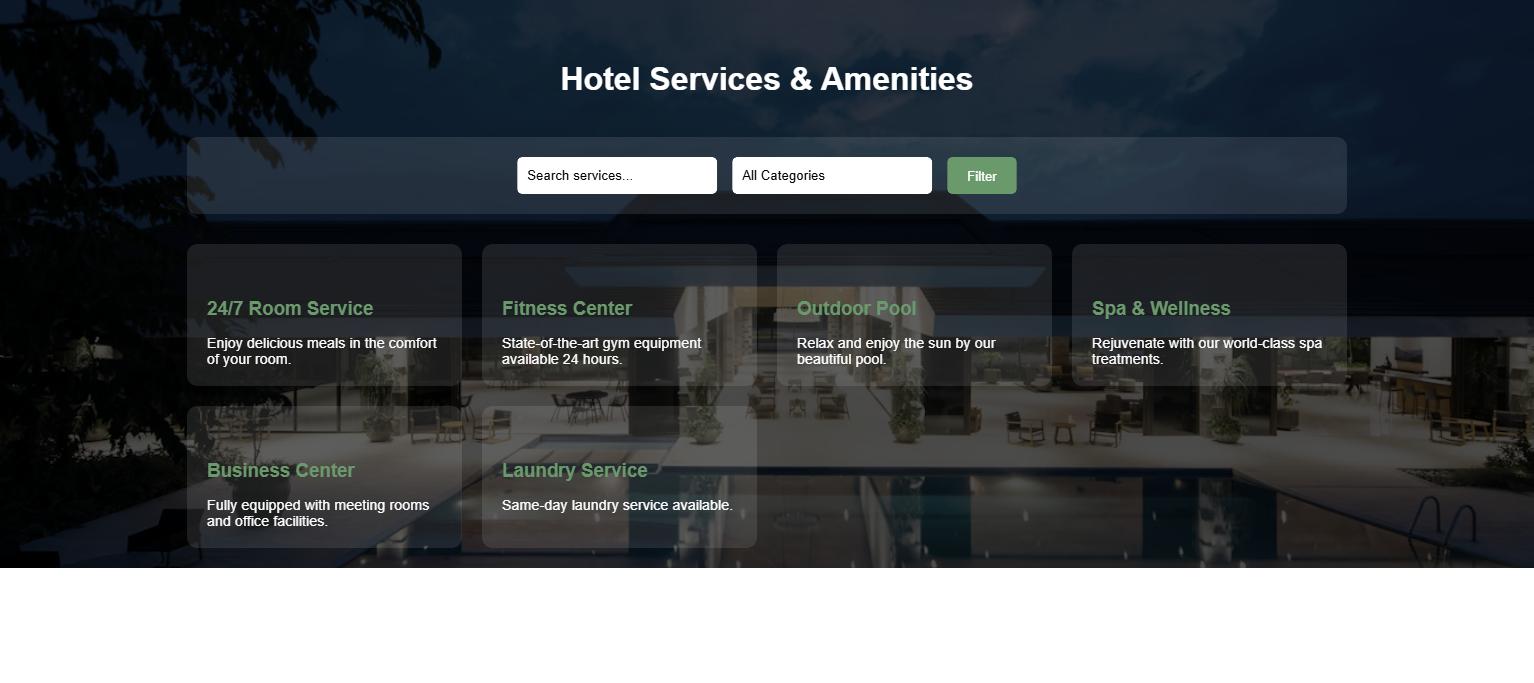 Hotel Services & Amenities
Search services...
All Categories
Filter
24/7 Room Service
Enjoy delicious meals in the comfort
of your room.
Fitness Center
State-of-the-art gym equipment
available 24 hours.
Outdoor Pool
Relax and enjoy the sun by our
beautiful pool.
Spa & Wellness
Rejuvenate with our world-class spa
treatments.
Business Center
Fully equipped with meeting rooms
and office facilities.
Laundry Service
Same-day laundry service available.